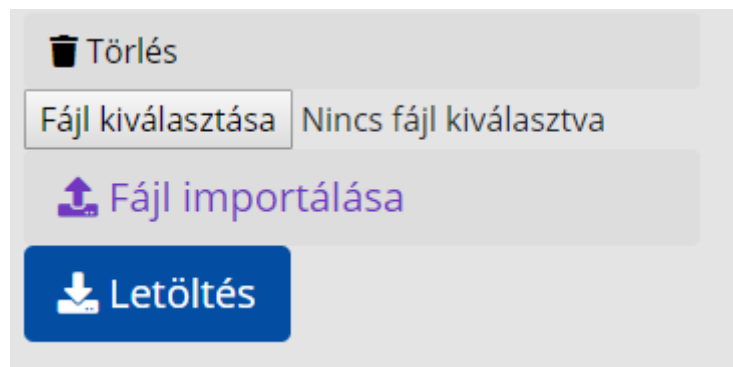 Törlés
Fájl kiválasztása Nincs fájl kiválasztva
Fájl importálása
Letöltés